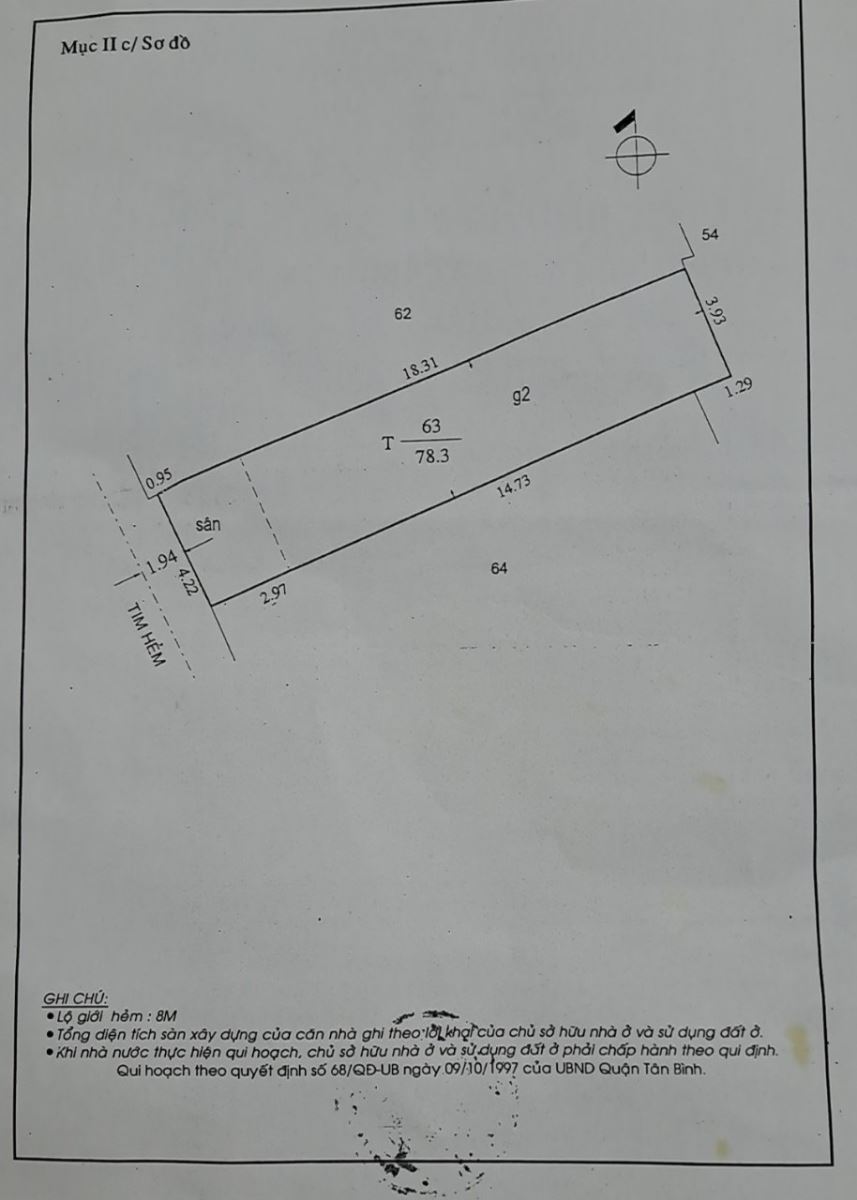 Mục II c/ Sơ đồ
54
62
3.93
18.31
g2
1.29
T 63
78.3
0.95
14.73
sân
1.94
4.22
64
2.97
TIM HẺM
GHI CHÚ:
• Lộ giới hẻm : 8M
• Tổng diện tích sàn xây dựng của căn nhà ghi theo lời khai của chủ sở hữu nhà ở và sử dụng đất ở.
• Khi nhà nước thực hiện qui hoạch, chủ sở hữu nhà ở và sử dụng đất ở phải chấp hành theo qui định.
Qui hoạch theo quyết định số 68/QĐ-UB ngày 09/10/1997 của UBND Quận Tân Bình.